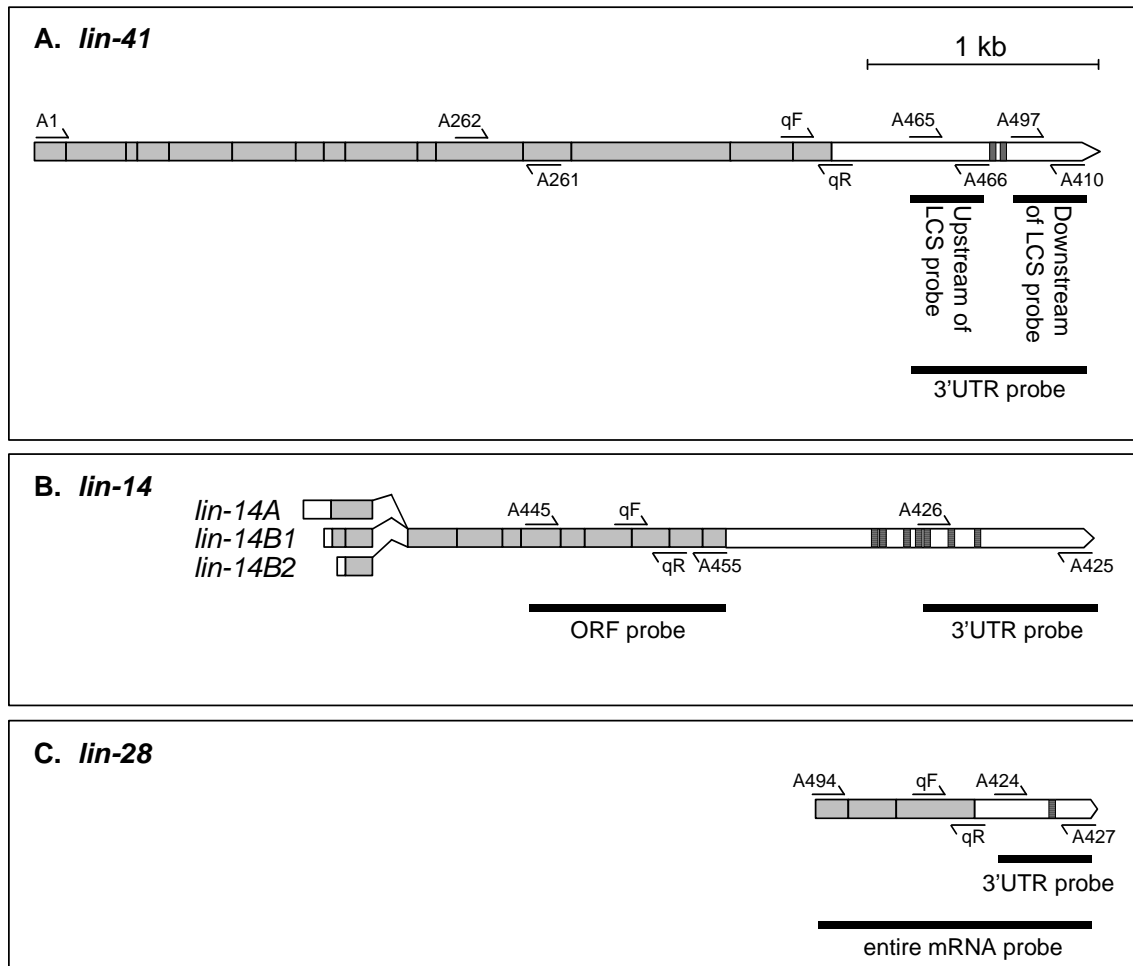 A. lin-41
1 kb
A1
A262
qF
A465
A497
A261
qR
A466
A410
Upstream of
LCS probe
Downstream
of LCS probe
3'UTR probe
B. lin-14
lin-14A
lin-14B1
lin-14B2
A445
qF
A426
qR
A455
A425
ORF probe
3'UTR probe
C. lin-28
A494
qF
A424
qR
A427
3'UTR probe
entire mRNA probe